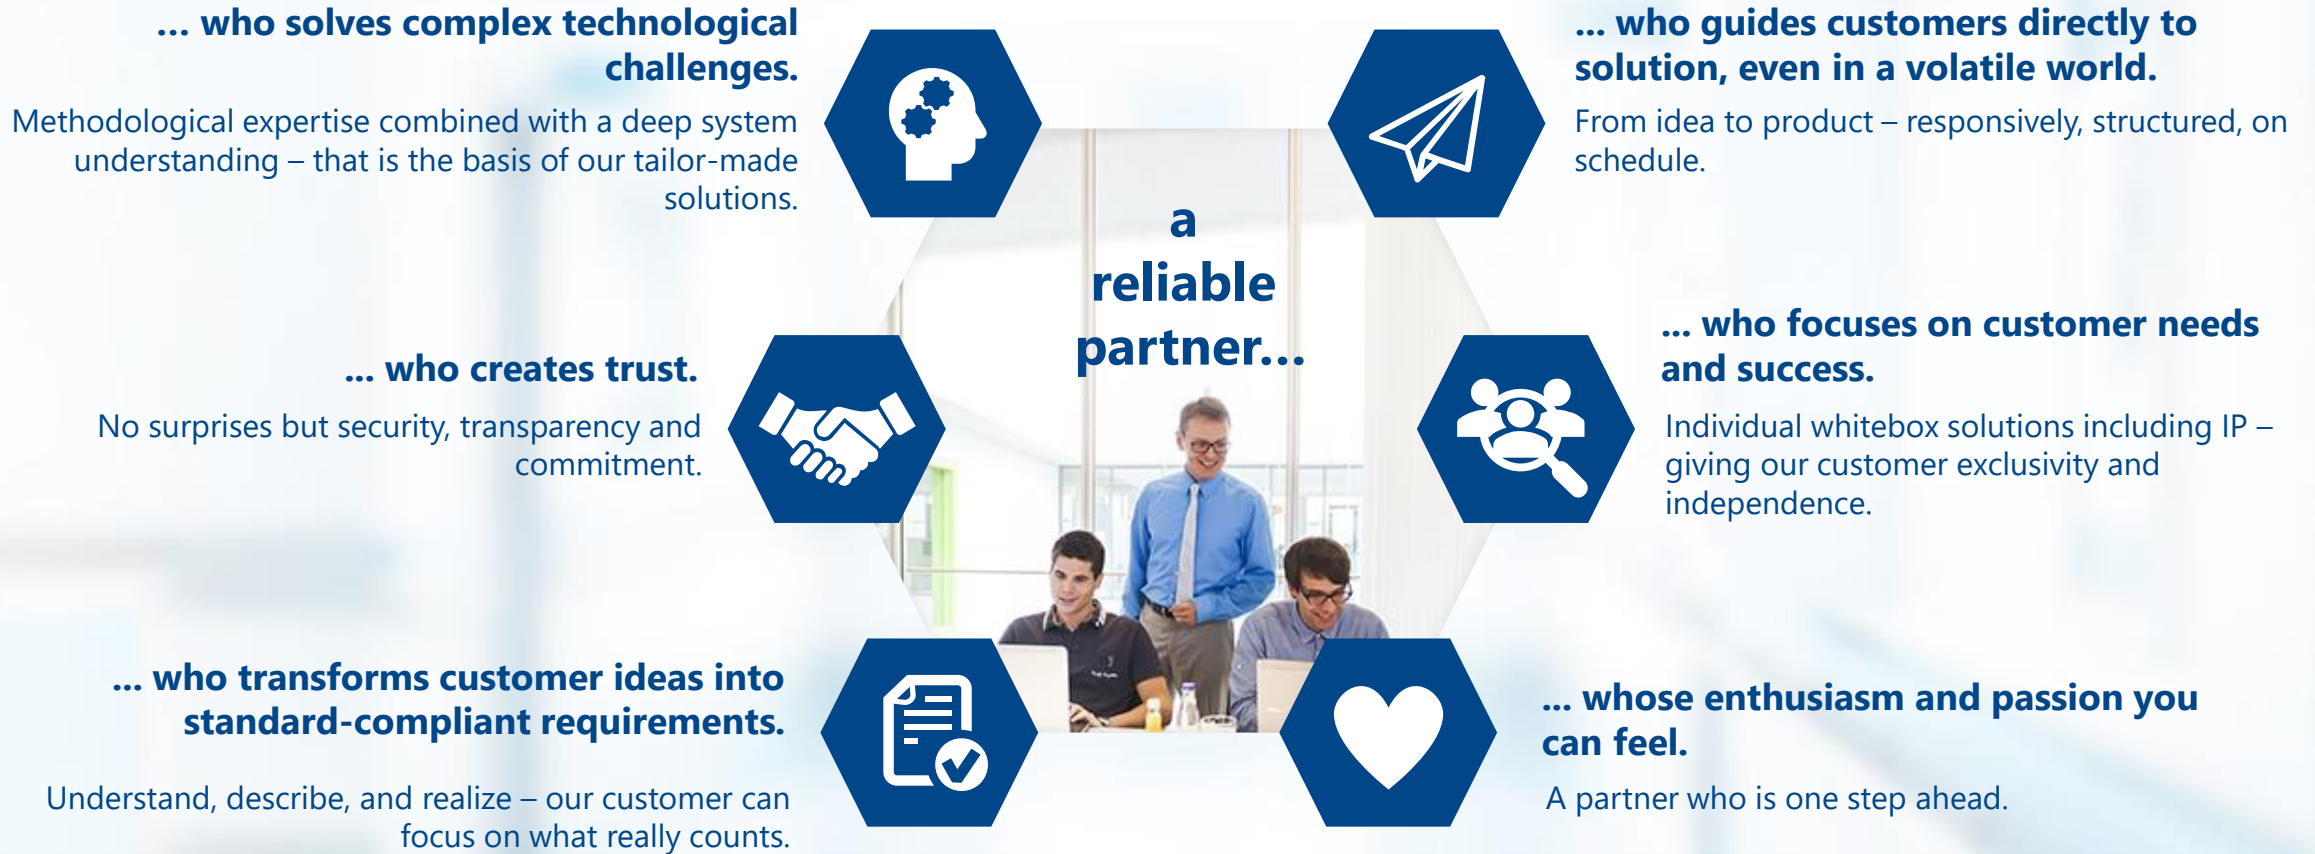 ... who solves complex technological
challenges.
Methodological expertise combined with a deep system
understanding – that is the basis of our tailor-made
solutions.
... who guides customers directly to
solution, even in a volatile world.
From idea to product – responsively, structured, on
schedule.
a
reliable
partner...
... who creates trust.
No surprises but security, transparency and
commitment.
... who focuses on customer needs
and success.
Individual whitebox solutions including IP –
giving our customer exclusivity and
independence.
... who transforms customer ideas into
standard-compliant requirements.
Understand, describe, and realize – our customer can
focus on what really counts.
... whose enthusiasm and passion you
can feel.
A partner who is one step ahead.